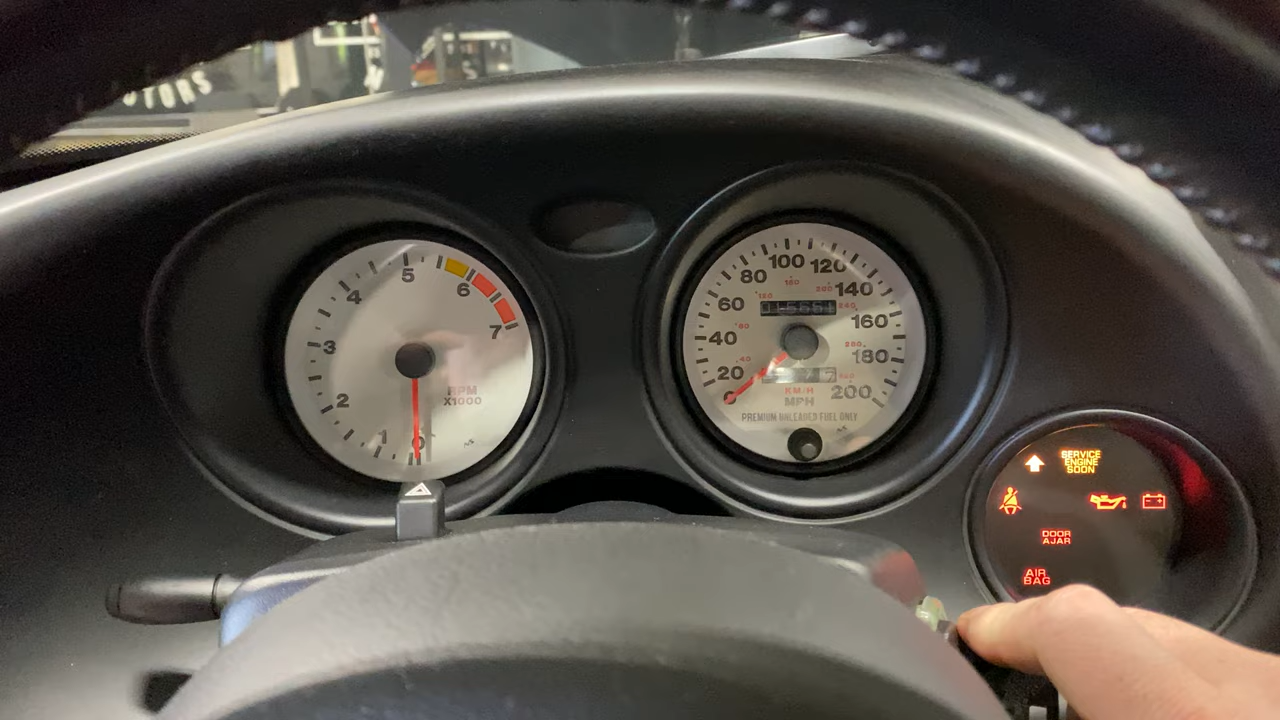 TORS
5
4
6
3
7
2
RPM
X1000
1
0
100
120
80
140
60
160
40
180
20
200
KM/H
MPH
PREMIUM UNLEADED FUEL ONLY
SERVICE
ENGINE
SOON
DOOR
AJAR
AIR
BAG